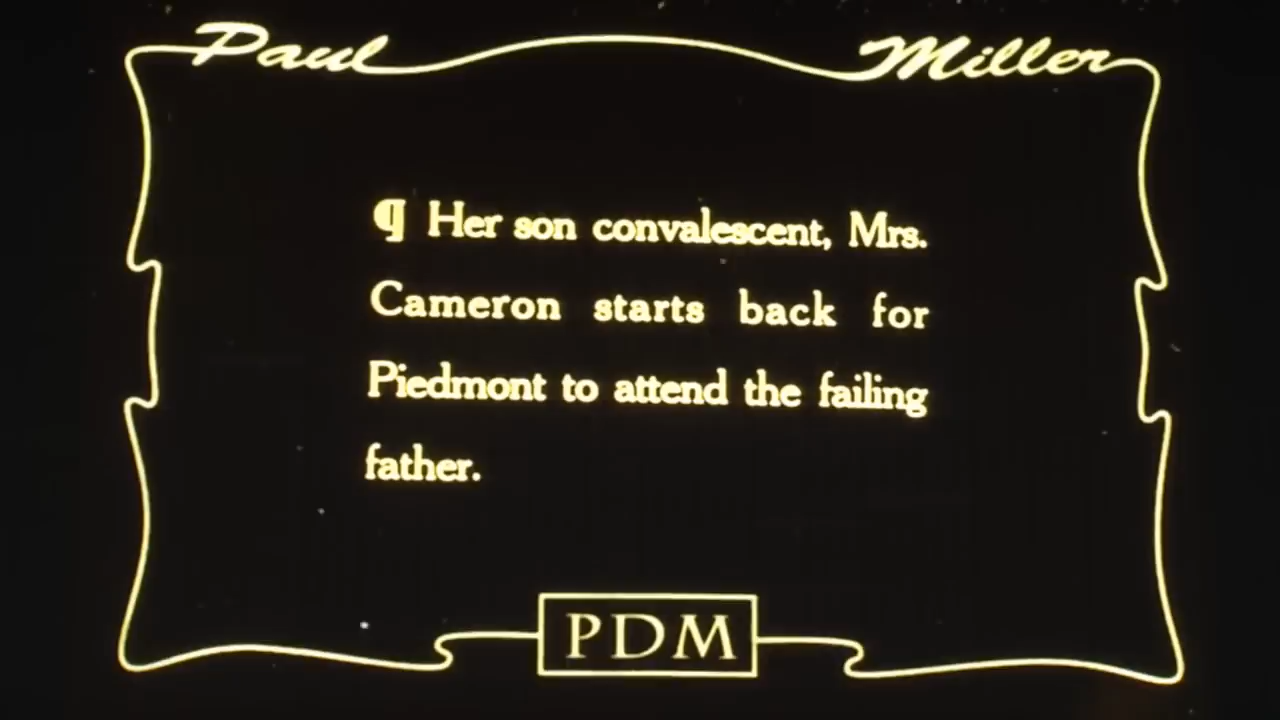 Paul Miller
¶ Her son convalescent, Mrs.
Cameron starts back for
Piedmont to attend the failing
father.
PDM